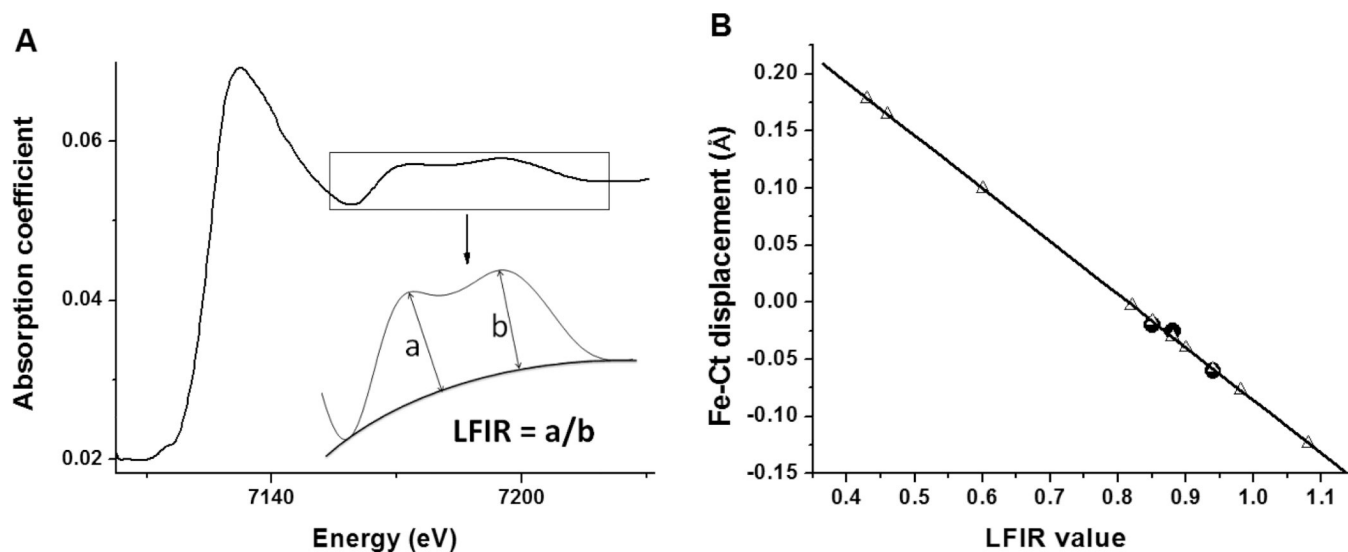 A
Absorption coefficient
0.06
0.04
0.02
7140
7200
Energy (eV)
a
b
LFIR = a/b
B
Fe-Ct displacement (Å)
0.20
0.15
0.10
0.05
0.00
-0.05
-0.10
-0.15
0.4 0.5 0.6 0.7 0.8 0.9 1.0 1.1
LFIR value